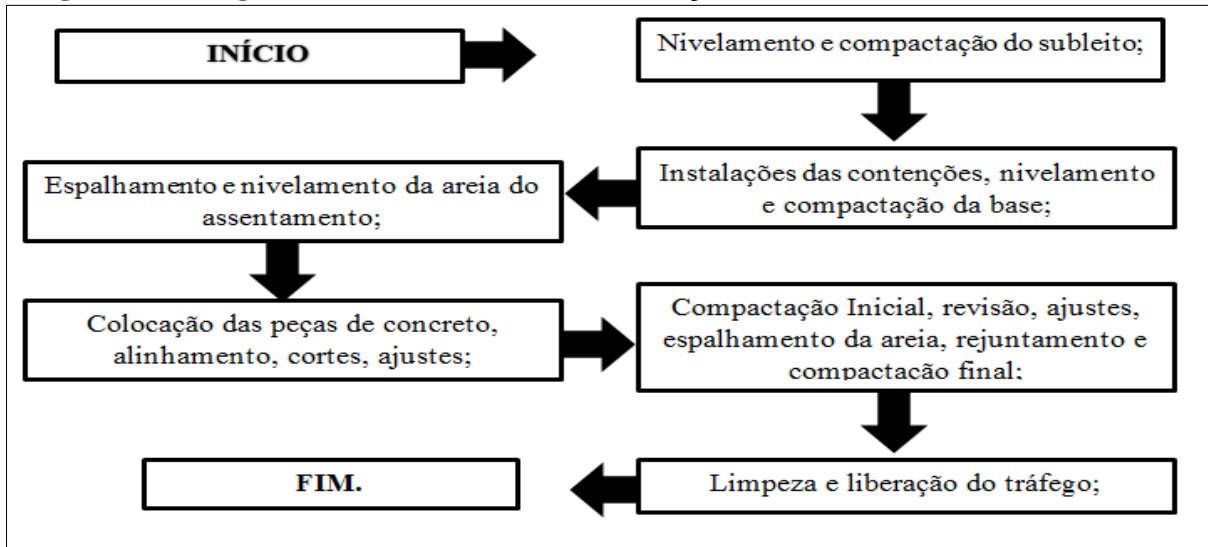 INÍCIO
Nivelamento e compactação do subleito;
Instalações das contenções, nivelamento
e compactação da base;
Espalhamento e nivelamento da areia do
assentamento;
Colocação das peças de concreto,
alinhamento, cortes, ajustes;
Compactação Inicial, revisão, ajustes,
espalhamento da areia, rejuntamento e
compactação final;
Limpeza e liberação do tráfego;
FIM.